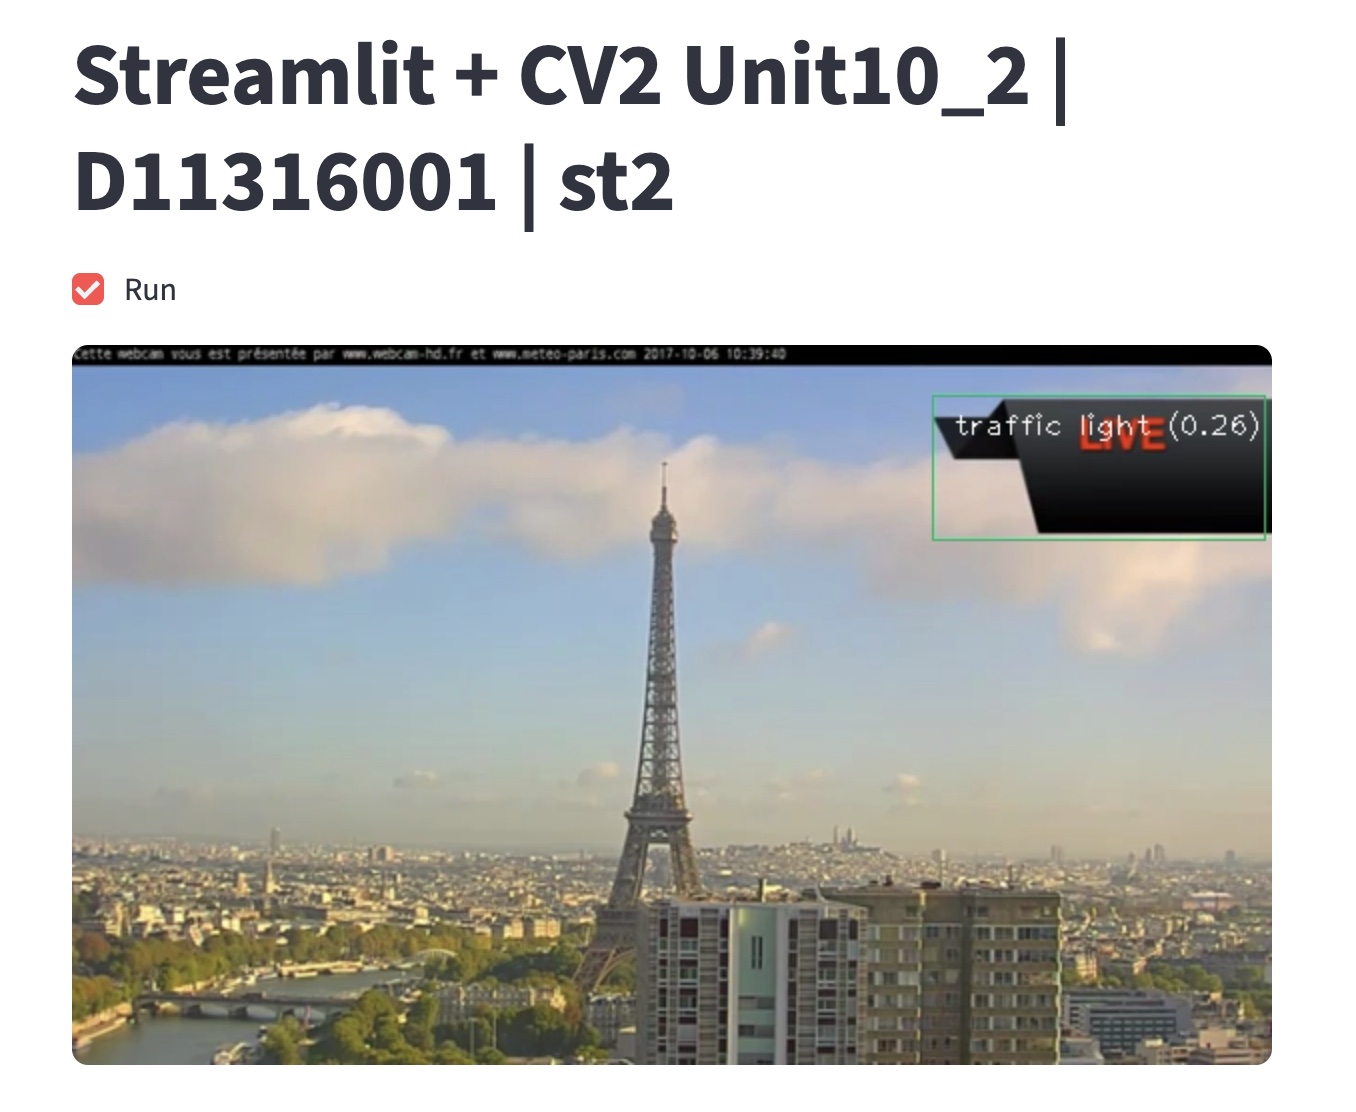 Streamlit + CV2 Unit10_2 |
D11316001 | st2
Run
cette webcam vous est présentée par www.webcam-hd.fr et www.meteo-paris.com 2017-10-06 10:39:40
traffic light (0.26)
LIVE